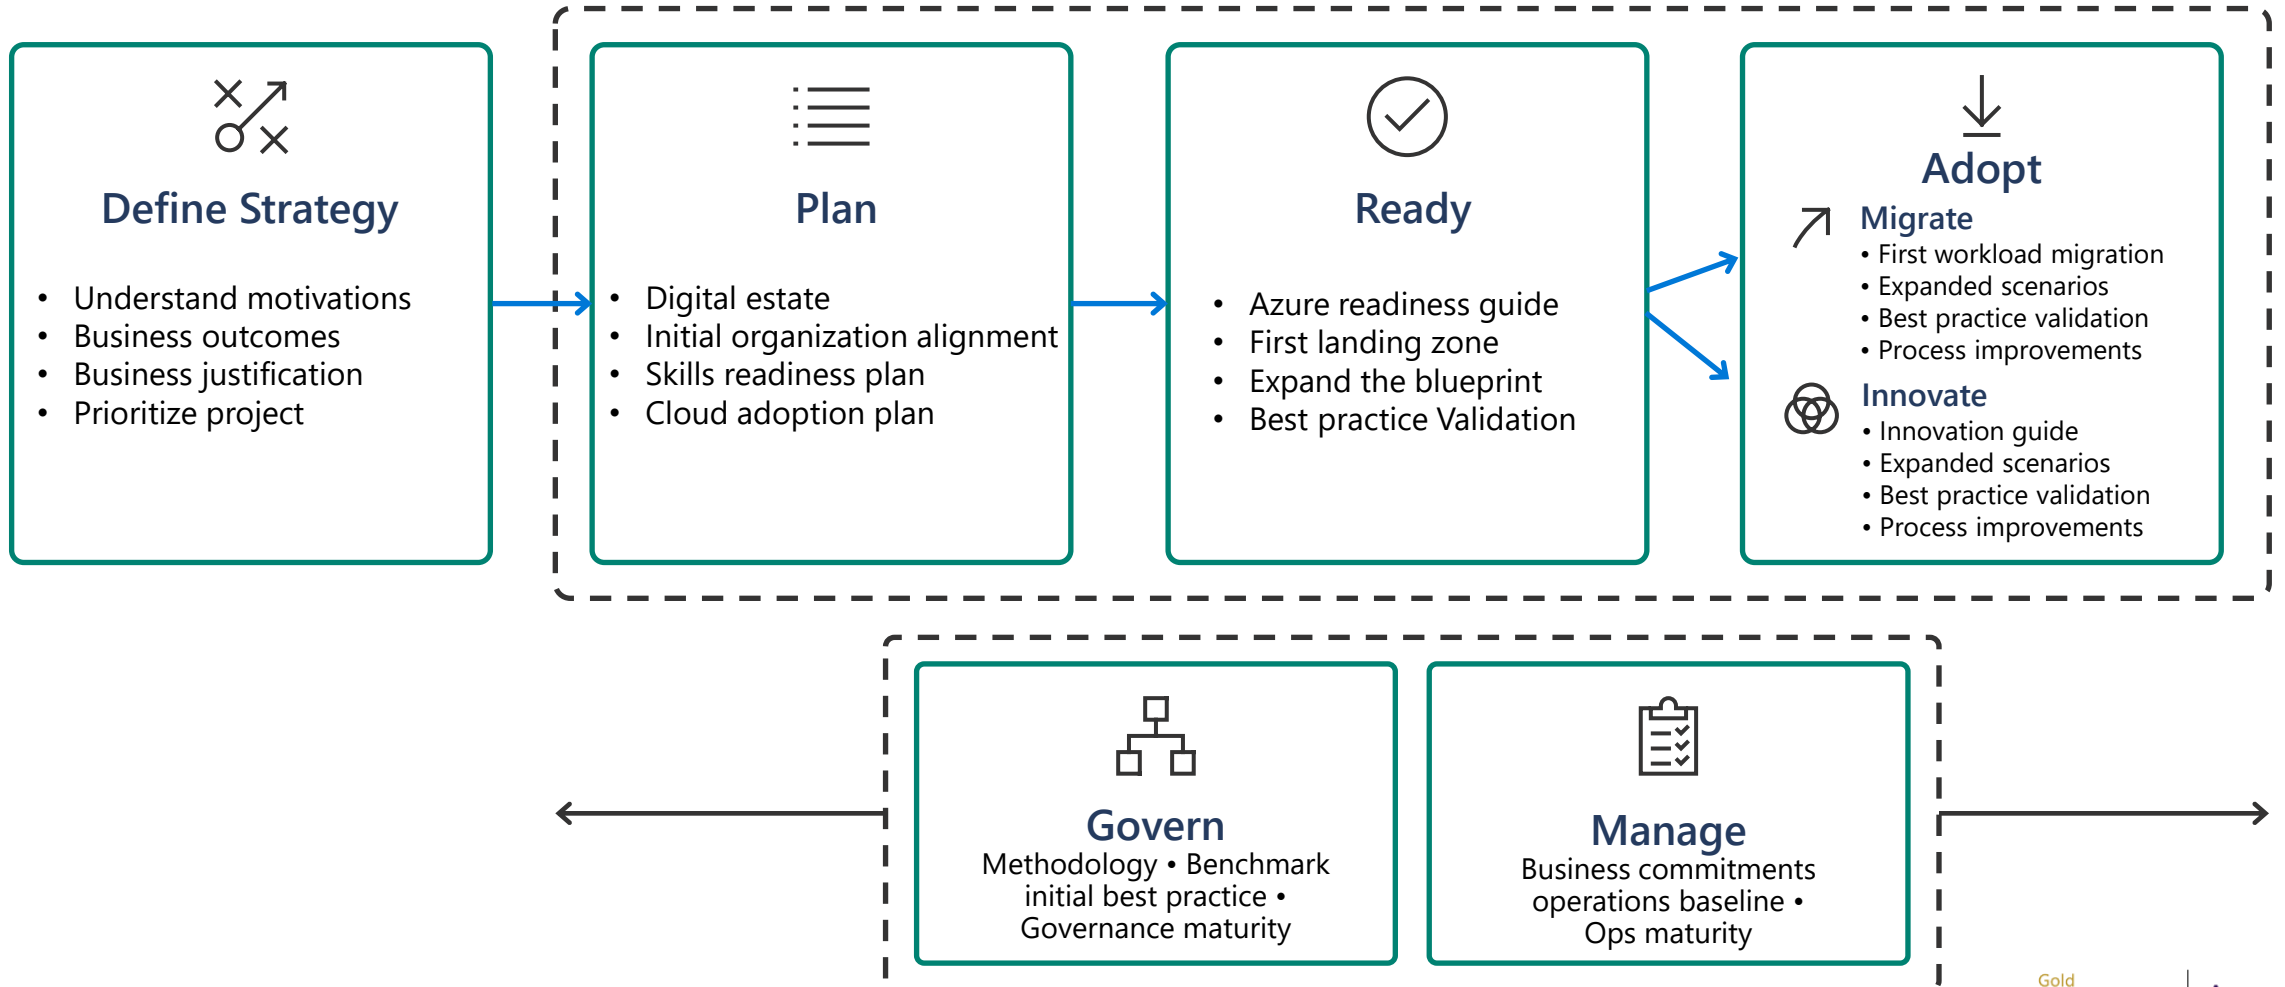 Define Strategy
• Understand motivations
• Business outcomes
• Business justification
• Prioritize project
Plan
• Digital estate
• Initial organization alignment
• Skills readiness plan
• Cloud adoption plan
Ready
• Azure readiness guide
• First landing zone
• Expand the blueprint
• Best practice Validation
Adopt
Migrate
• First workload migration
• Expanded scenarios
• Best practice validation
• Process improvements
Innovate
• Innovation guide
• Expanded scenarios
• Best practice validation
• Process improvements
Govern
Methodology • Benchmark
initial best practice •
Governance maturity
Manage
Business commitments
operations baseline •
Ops maturity
Gold